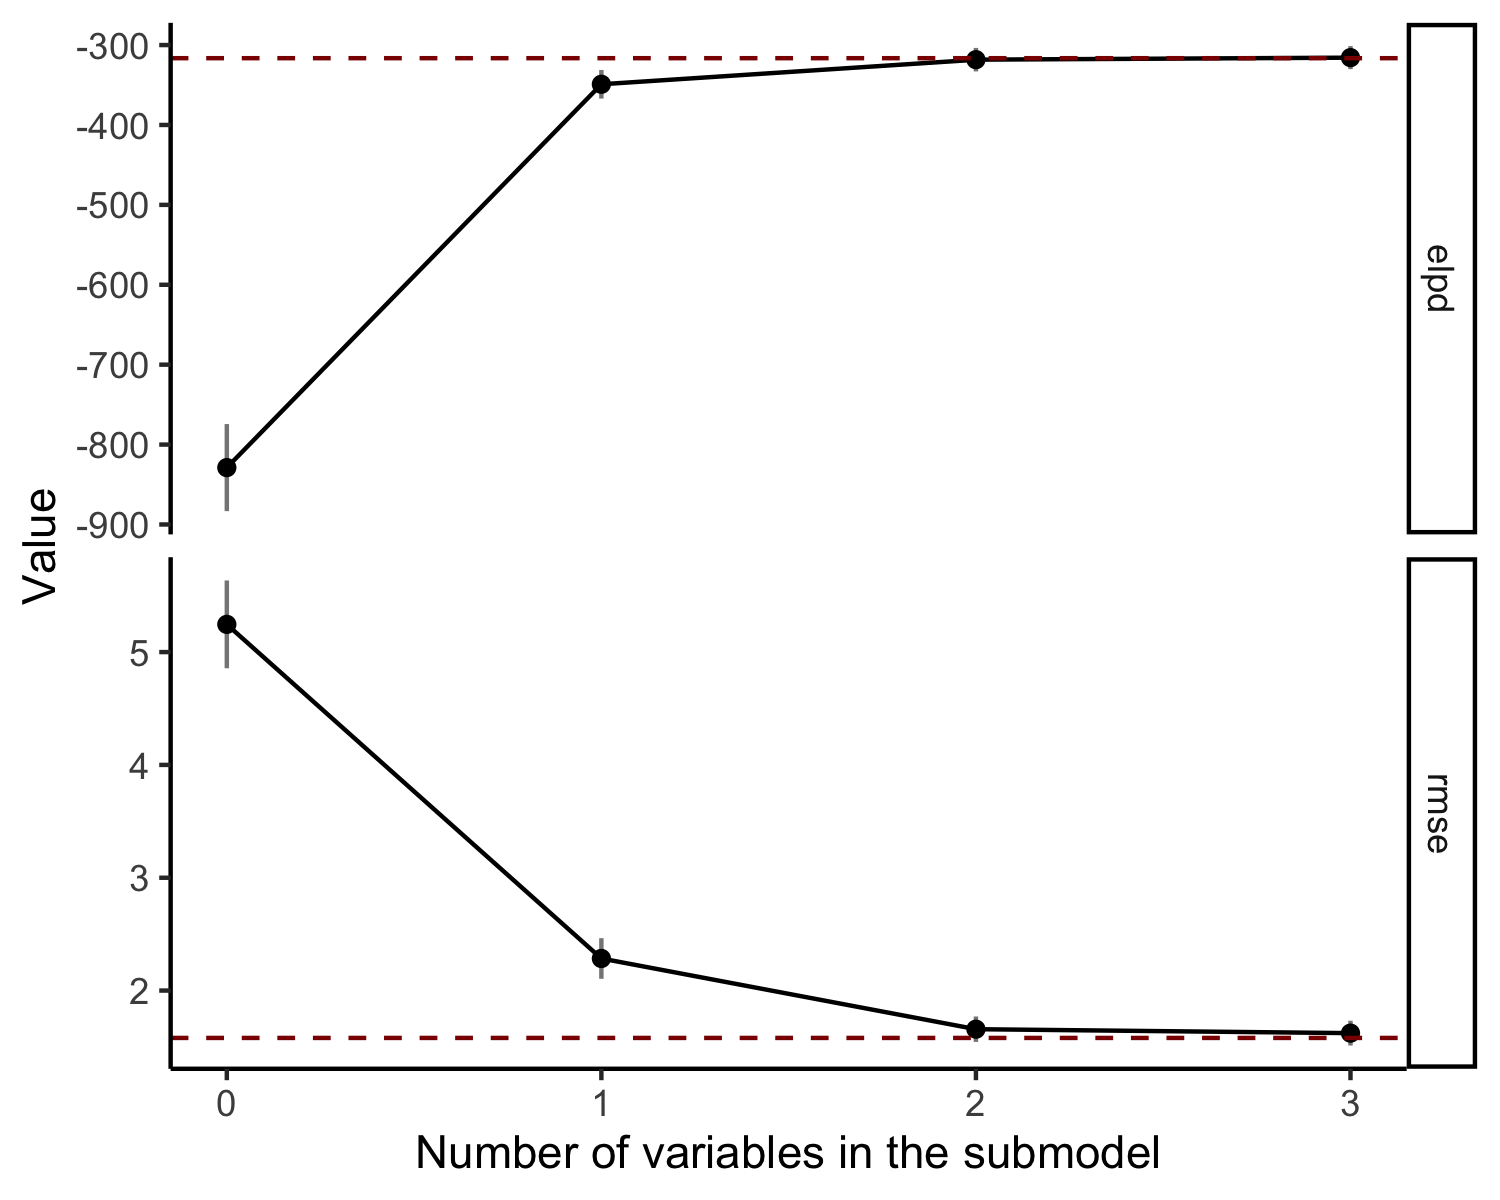 Value
-300
-400
-500
-600
-700
-800
-900
elpd
5
4
3
2
rmse
0 1 2 3
Number of variables in the submodel